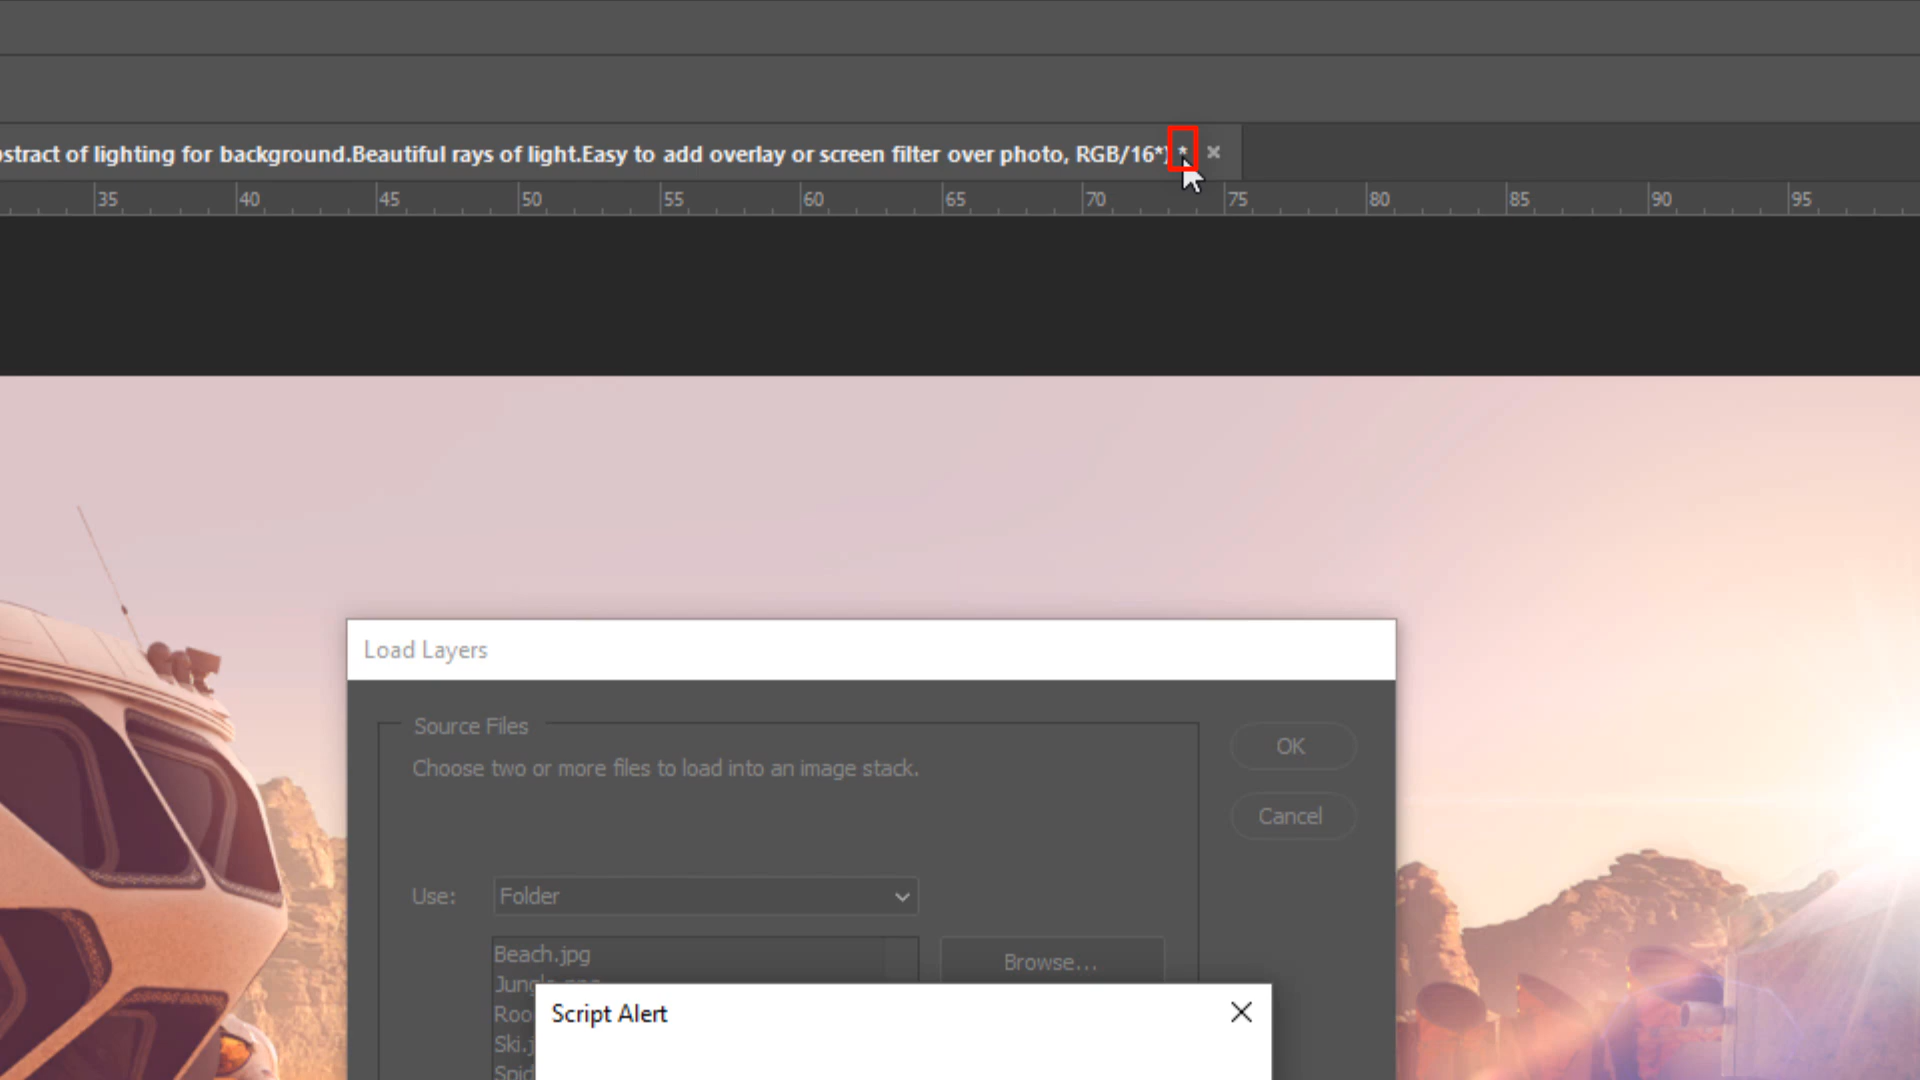 stract of lighting for background.Beautiful rays of light.Easy to add overlay or screen filter over photo, RGB/16*) *
35 40 45 50 55 60 65 70 75 80 85 90 95
Load Layers
Source Files
Choose two or more files to load into an image stack.
OK
Cancel
Use: Folder
Beach.jpg
Browse...
Roo
Ski.j
Script Alert